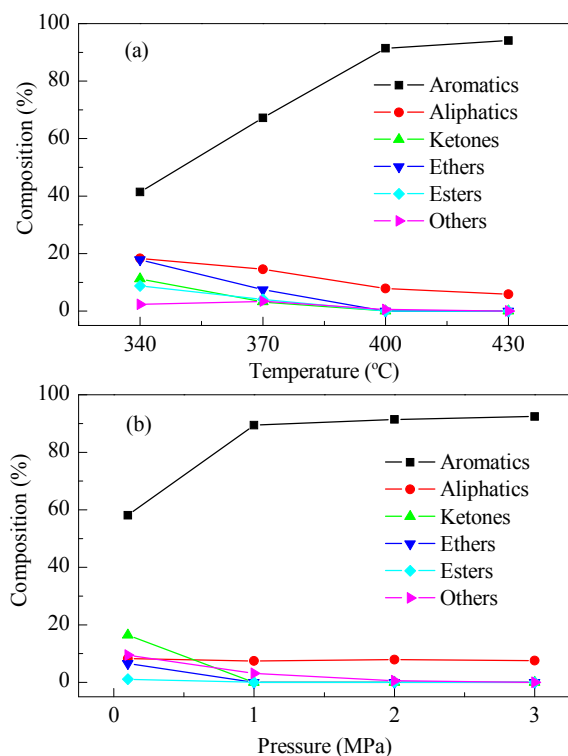 100
80
60
40
20
0
Composition (%)
(a)
Aromatics
Aliphatics
Ketones
Ethers
Esters
Others
340 370 400 430
Temperature (ºC)
100
80
60
40
20
0
Composition (%)
(b)
Aromatics
Aliphatics
Ketones
Ethers
Esters
Others
0 1 2 3
Pressure (MPa)